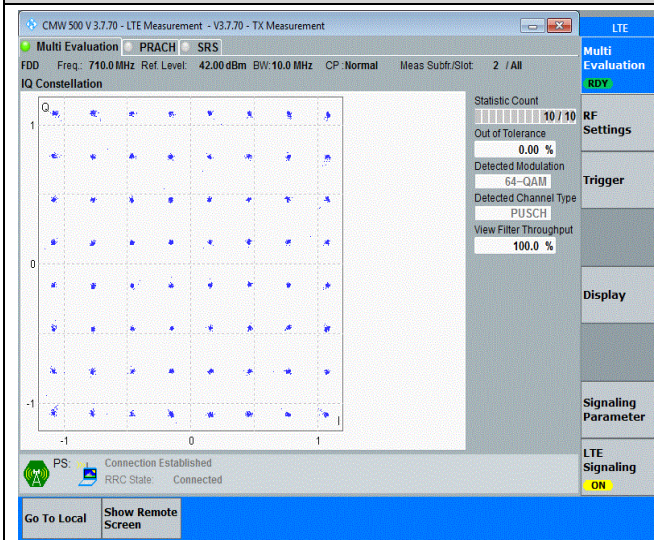 CMW 500 V 3.7.70 - LTE Measurement - V3.7.70 - TX Measurement
LTE
Multi Evaluation PRACH SRS
FDD Freq.: 710.0 MHz Ref. Level: 42.00 dBm BW: 10.0 MHz CP : Normal Meas Subfr./Slot: 2 / All
IQ Constellation
Q
1
0
-1
I
-1 0 1
Statistic Count
10 / 10
Out of Tolerance
0.00 %
Detected Modulation
64-QAM
Detected Channel Type
PUSCH
View Filter Throughput
100.0 %
Multi
Evaluation
RDY
RF
Settings
Trigger
Display
Signaling
Parameter
LTE
Signaling
ON
PS: Connection Established
RRC State: Connected
Go To Local
Show Remote
Screen